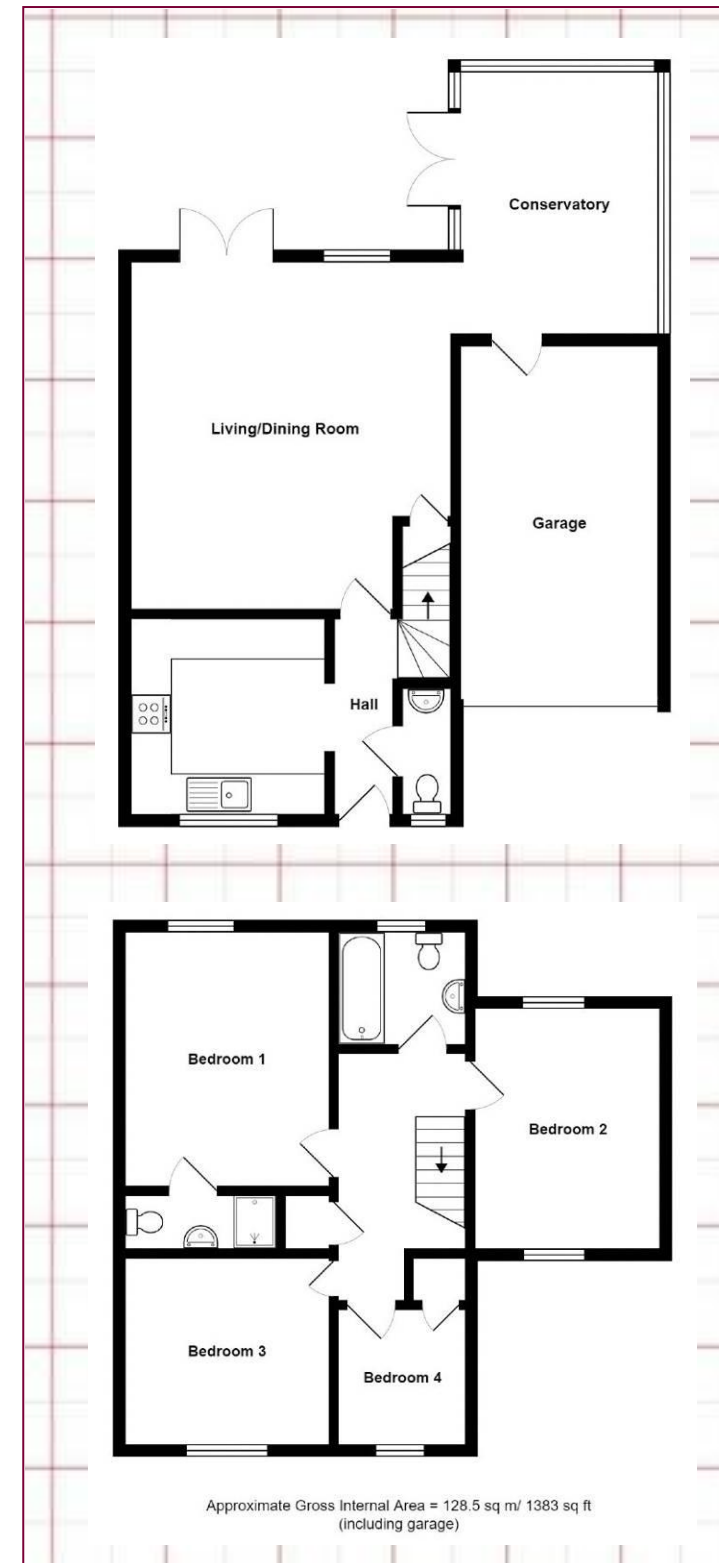 Conservatory
Living/Dining Room
Garage
Hall
Bedroom 1
Bedroom 2
Bedroom 3
Bedroom 4
Approximate Gross Internal Area = 128.5 sq m/ 1383 sq ft
(including garage)